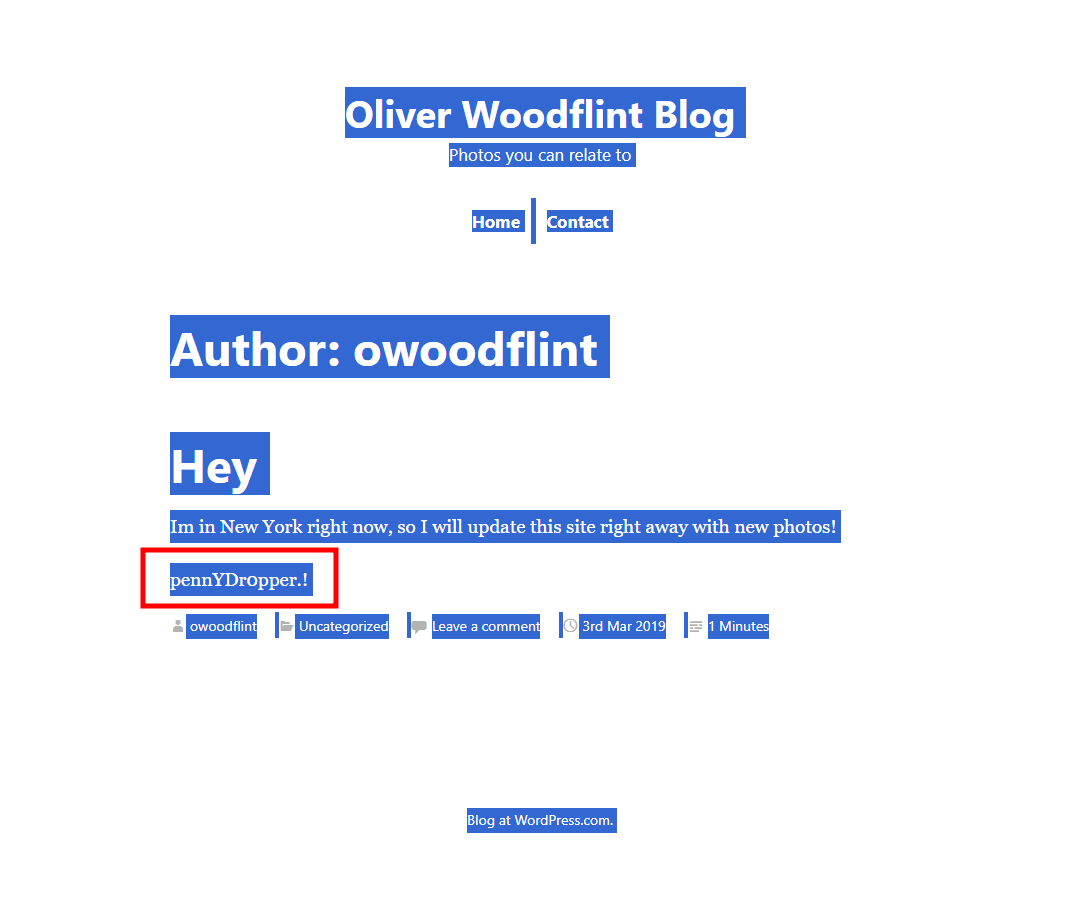 Oliver Woodflint Blog
Photos you can relate to
Home Contact
Author: owoodflint
Hey
Im in New York right now, so I will update this site right away with new photos!
pennYDr0pper.!
owoodflint Uncategorized Leave a comment 3rd Mar 2019 1 Minutes
Blog at WordPress.com.